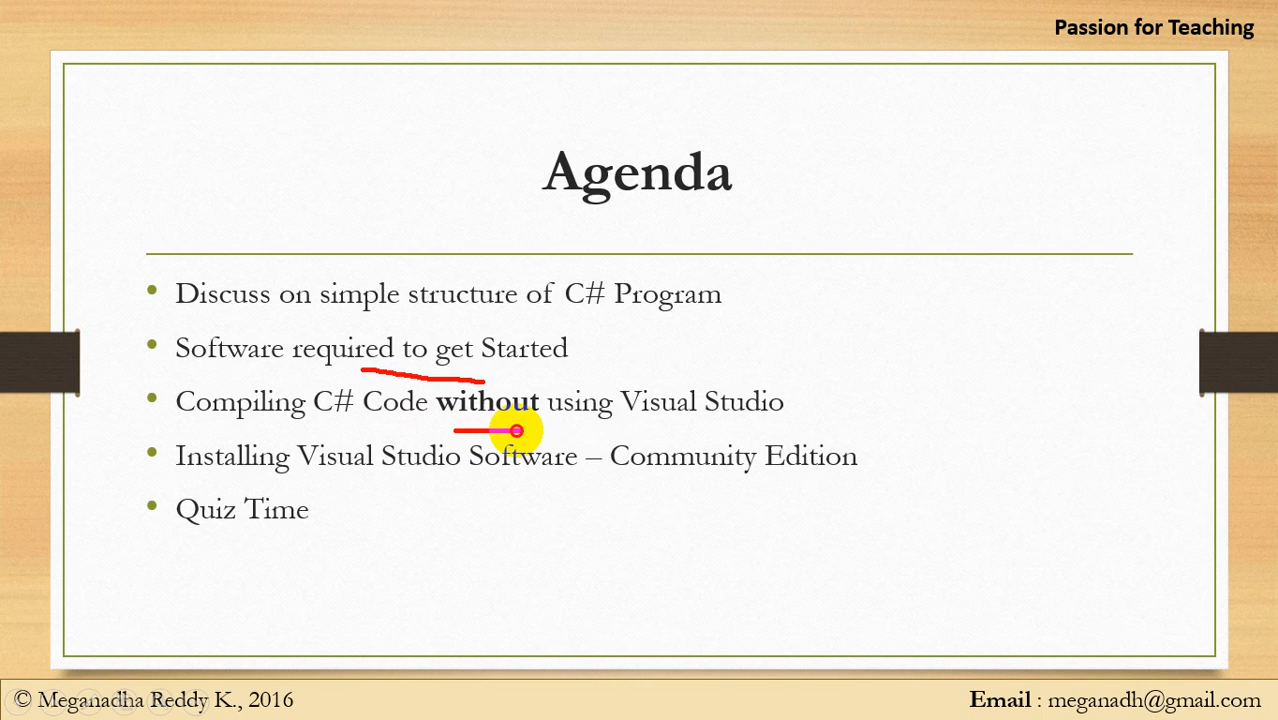 Passion for Teaching
Agenda
• Discuss on simple structure of C# Program
• Software required to get Started
• Compiling C# Code without using Visual Studio
• Installing Visual Studio Software – Community Edition
• Quiz Time
© Meganadha Reddy K., 2016
Email : meganadh@gmail.com